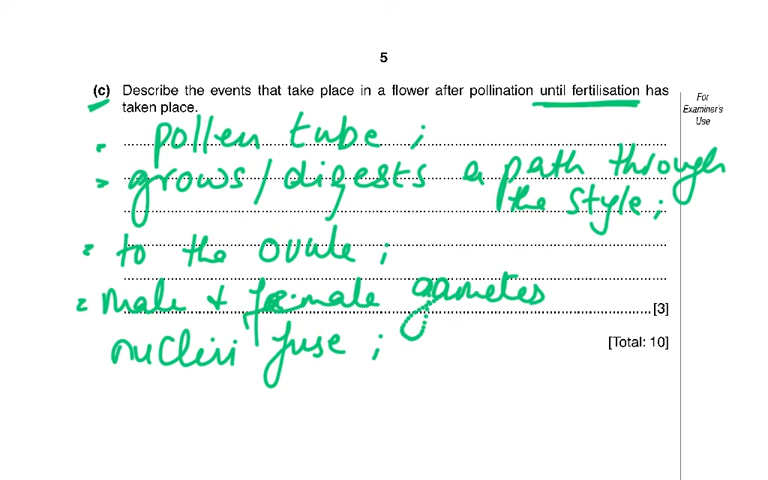 5
(c) Describe the events that take place in a flower after pollination until fertilisation has
taken place.
For
Examiner's
Use
pollen tube ;
grows/digests a path through
the style ;
to the ovule ;
male + female gametes
[3]
nucleii fuse ;
[Total: 10]